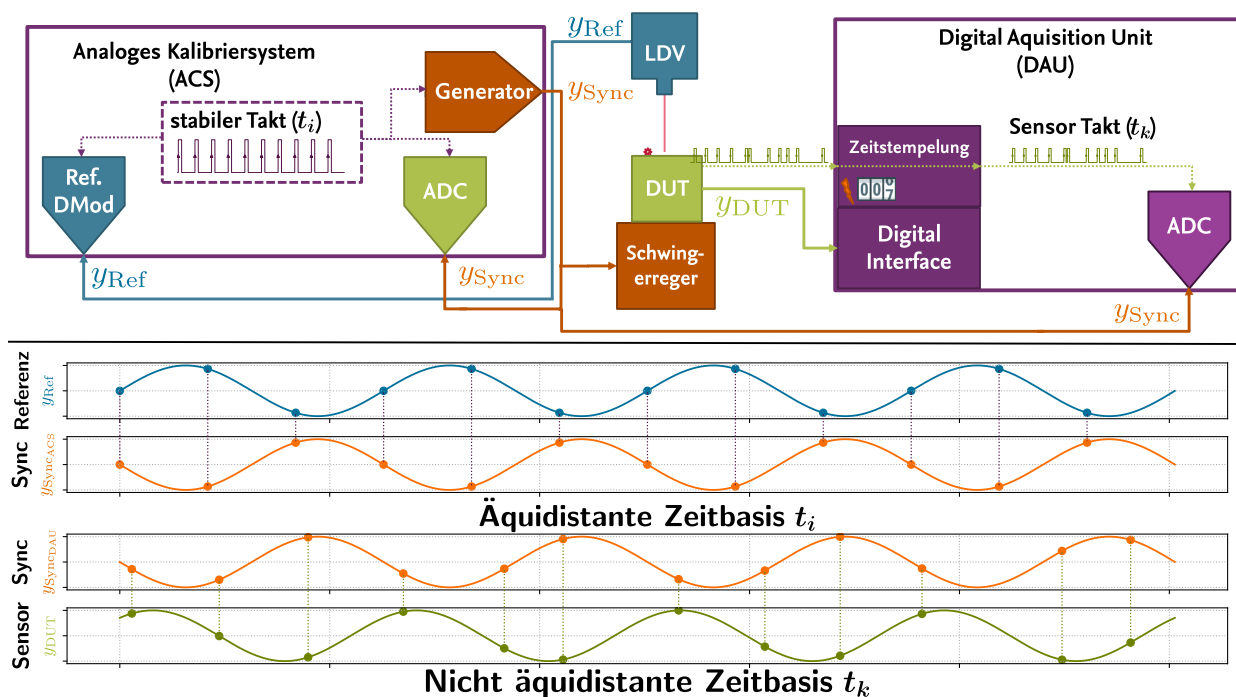 Analoges Kalibriersystem
(ACS)
stabiler Takt (t_i)
Ref.
DMod
ADC
Generator
y_Ref
y_Sync
y_Ref
y_Sync
LDV
DUT
y_DUT
Schwing-
erreger
Digital Aquisition Unit
(DAU)
Zeitstempelung
Digital
Interface
Sensor Takt (t_k)
ADC
y_Sync
Referenz
y_Ref
Sync
y_Sync_ACS
Äquidistante Zeitbasis t_i
Sync
y_Sync_DAU
Sensor
y_DUT
Nicht äquidistante Zeitbasis t_k